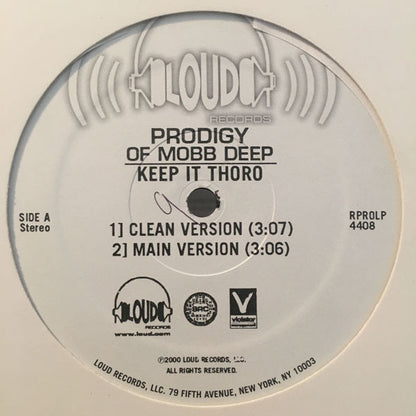 LOUD
RECORDS
PRODIGY
OF MOBB DEEP
KEEP IT THORO
SIDE A
Stereo
RPROLP
4408
1] CLEAN VERSION (3:07)
2] MAIN VERSION (3:06)
LOUD
RECORDS
www.loud.com
SRC
V
violator
℗2000 LOUD RECORDS, LLC.
ALL RIGHTS RESERVED.
LOUD RECORDS, LLC. 79 FIFTH AVENUE, NEW YORK, NY 10003